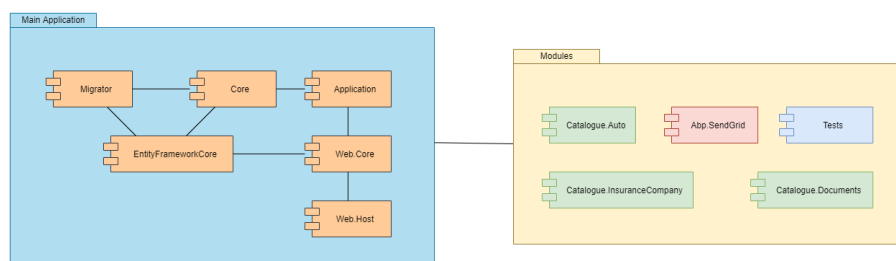 Main Application
Modules
Migrator
Core
Application
Catalogue.Auto
Abp.SendGrid
Tests
EntityFrameworkCore
Web.Core
Catalogue.InsuranceCompany
Catalogue.Documents
Web.Host